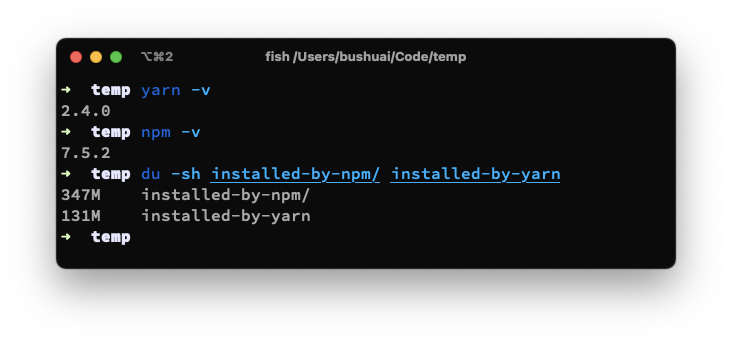 ⌥⌘2 fish /Users/bushuai/Code/temp
➜ temp yarn -v
2.4.0
➜ temp npm -v
7.5.2
➜ temp du -sh installed-by-npm/ installed-by-yarn
347M installed-by-npm/
131M installed-by-yarn
➜ temp